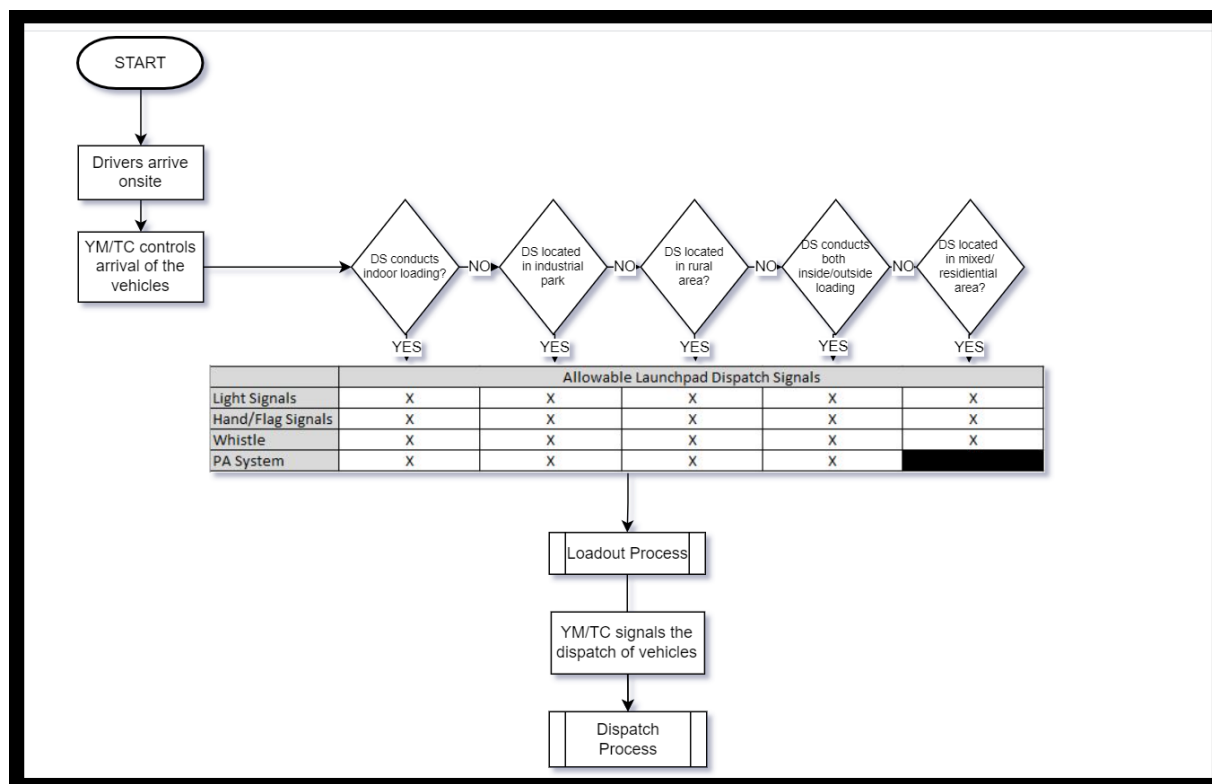 START
Drivers arrive
onsite
YM/TC controls
arrival of the
vehicles
DS conducts
indoor loading?
NO
DS located
in industrial
park
NO
DS located
in rural
area?
NO
DS conducts
both
inside/outside
loading
NO
DS located
in mixed/
residiential
area?
YES
YES
YES
YES
YES
Allowable Launchpad Dispatch Signals
Light Signals X X X X X
Hand/Flag Signals X X X X X
Whistle X X X X X
PA System X X X X
Loadout Process
YM/TC signals the
dispatch of vehicles
Dispatch
Process